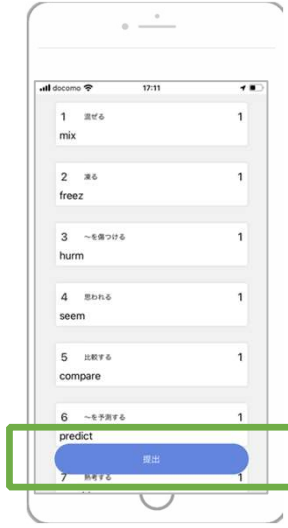 docomo 17:11
1 混ぜる 1
mix
2 凍る 1
freez
3 ～を傷つける 1
hurm
4 思われる 1
seem
5 比較する 1
compare
6 ～を予測する 1
predict
提出
7 熟考する 1